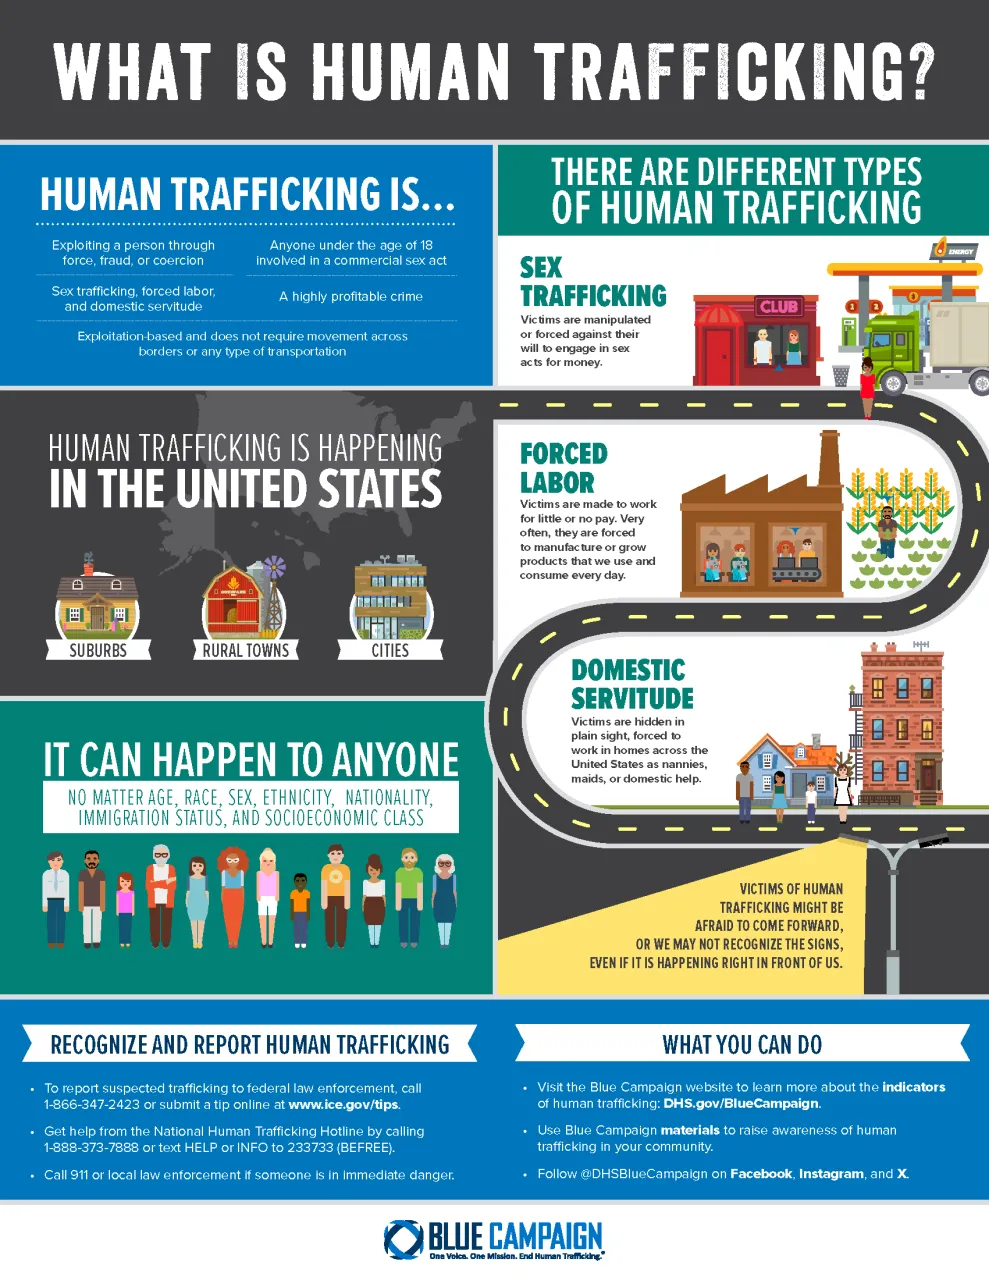 WHAT IS HUMAN TRAFFICKING?
HUMAN TRAFFICKING IS...
Exploiting a person through
force, fraud, or coercion
Anyone under the age of 18
involved in a commercial sex act
Sex trafficking, forced labor,
and domestic servitude
A highly profitable crime
Exploitation-based and does not require movement across
borders or any type of transportation
THERE ARE DIFFERENT TYPES
OF HUMAN TRAFFICKING
SEX
TRAFFICKING
Victims are manipulated
or forced against their
will to engage in sex
acts for money.
CLUB
ENERGY
1
2
HUMAN TRAFFICKING IS HAPPENING
IN THE UNITED STATES
SUBURBS
RURAL TOWNS
CITIES
FORCED
LABOR
Victims are made to work
for little or no pay. Very
often, they are forced
to manufacture or grow
products that we use and
consume every day.
DOMESTIC
SERVITUDE
Victims are hidden in
plain sight, forced to
work in homes across the
United States as nannies,
maids, or domestic help.
IT CAN HAPPEN TO ANYONE
NO MATTER AGE, RACE, SEX, ETHNICITY, NATIONALITY,
IMMIGRATION STATUS, AND SOCIOECONOMIC CLASS
VICTIMS OF HUMAN
TRAFFICKING MIGHT BE
AFRAID TO COME FORWARD,
OR WE MAY NOT RECOGNIZE THE SIGNS,
EVEN IF IT IS HAPPENING RIGHT IN FRONT OF US.
RECOGNIZE AND REPORT HUMAN TRAFFICKING
• To report suspected trafficking to federal law enforcement, call
1-866-347-2423 or submit a tip online at www.ice.gov/tips.
• Get help from the National Human Trafficking Hotline by calling
1-888-373-7888 or text HELP or INFO to 233733 (BEFREE).
• Call 911 or local law enforcement if someone is in immediate danger.
WHAT YOU CAN DO
• Visit the Blue Campaign website to learn more about the indicators
of human trafficking: DHS.gov/BlueCampaign.
• Use Blue Campaign materials to raise awareness of human
trafficking in your community.
• Follow @DHSBlueCampaign on Facebook, Instagram, and X.
BLUE CAMPAIGN
One Voice. One Mission. End Human Trafficking.®